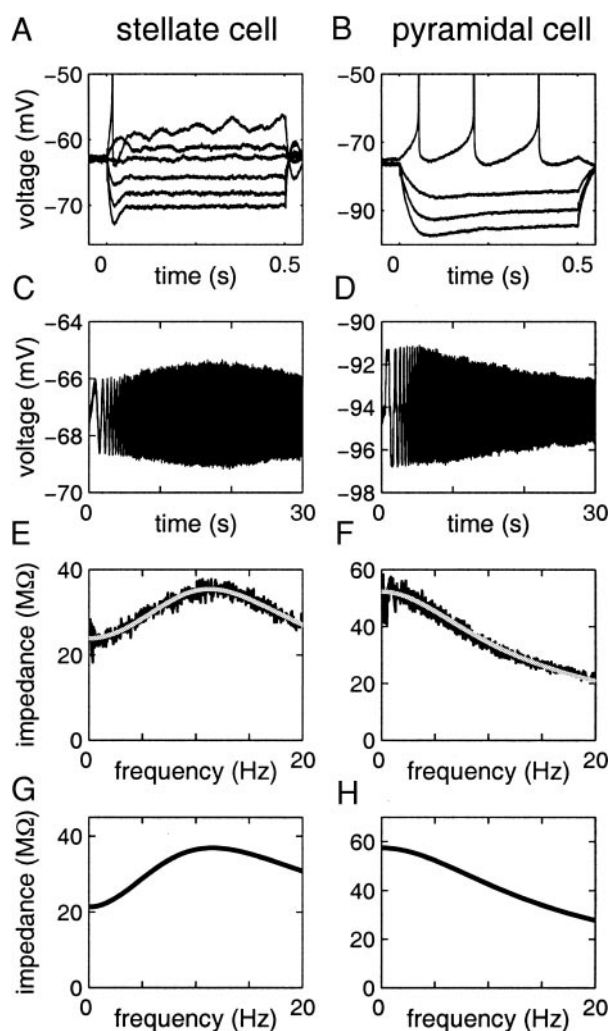 A stellate cell B pyramidal cell
voltage (mV)
−50
−60
−70
0 0.5
time (s)
−50
−70
−90
0 0.5
time (s)
C D
voltage (mV)
−64
−66
−68
−70
0 30
time (s)
−90
−92
−94
−96
−98
0 30
time (s)
E F
impedance (MΩ)
40
20
0
0 20
frequency (Hz)
60
40
20
0
0 20
frequency (Hz)
G H
impedance (MΩ)
40
20
0
0 20
frequency (Hz)
60
40
20
0
0 20
frequency (Hz)